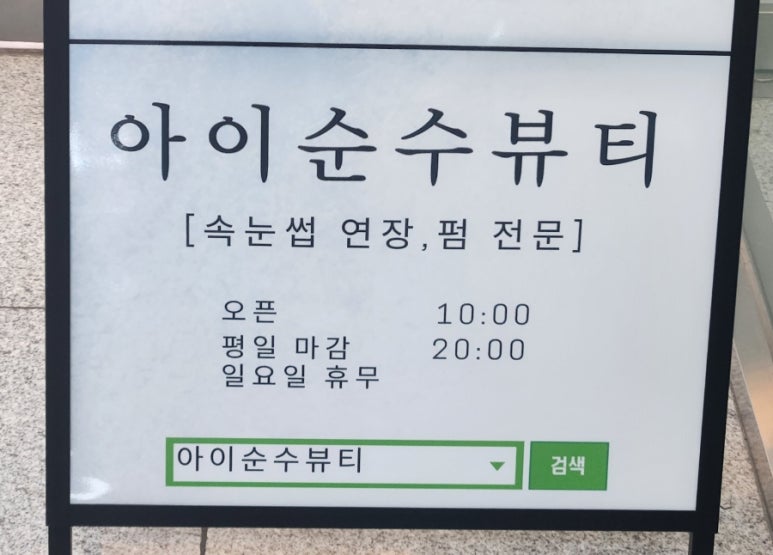 아이순수뷰티
[속눈썹 연장,펌 전문]
오픈 10:00
평일 마감 20:00
일요일 휴무
아이순수뷰티 검색